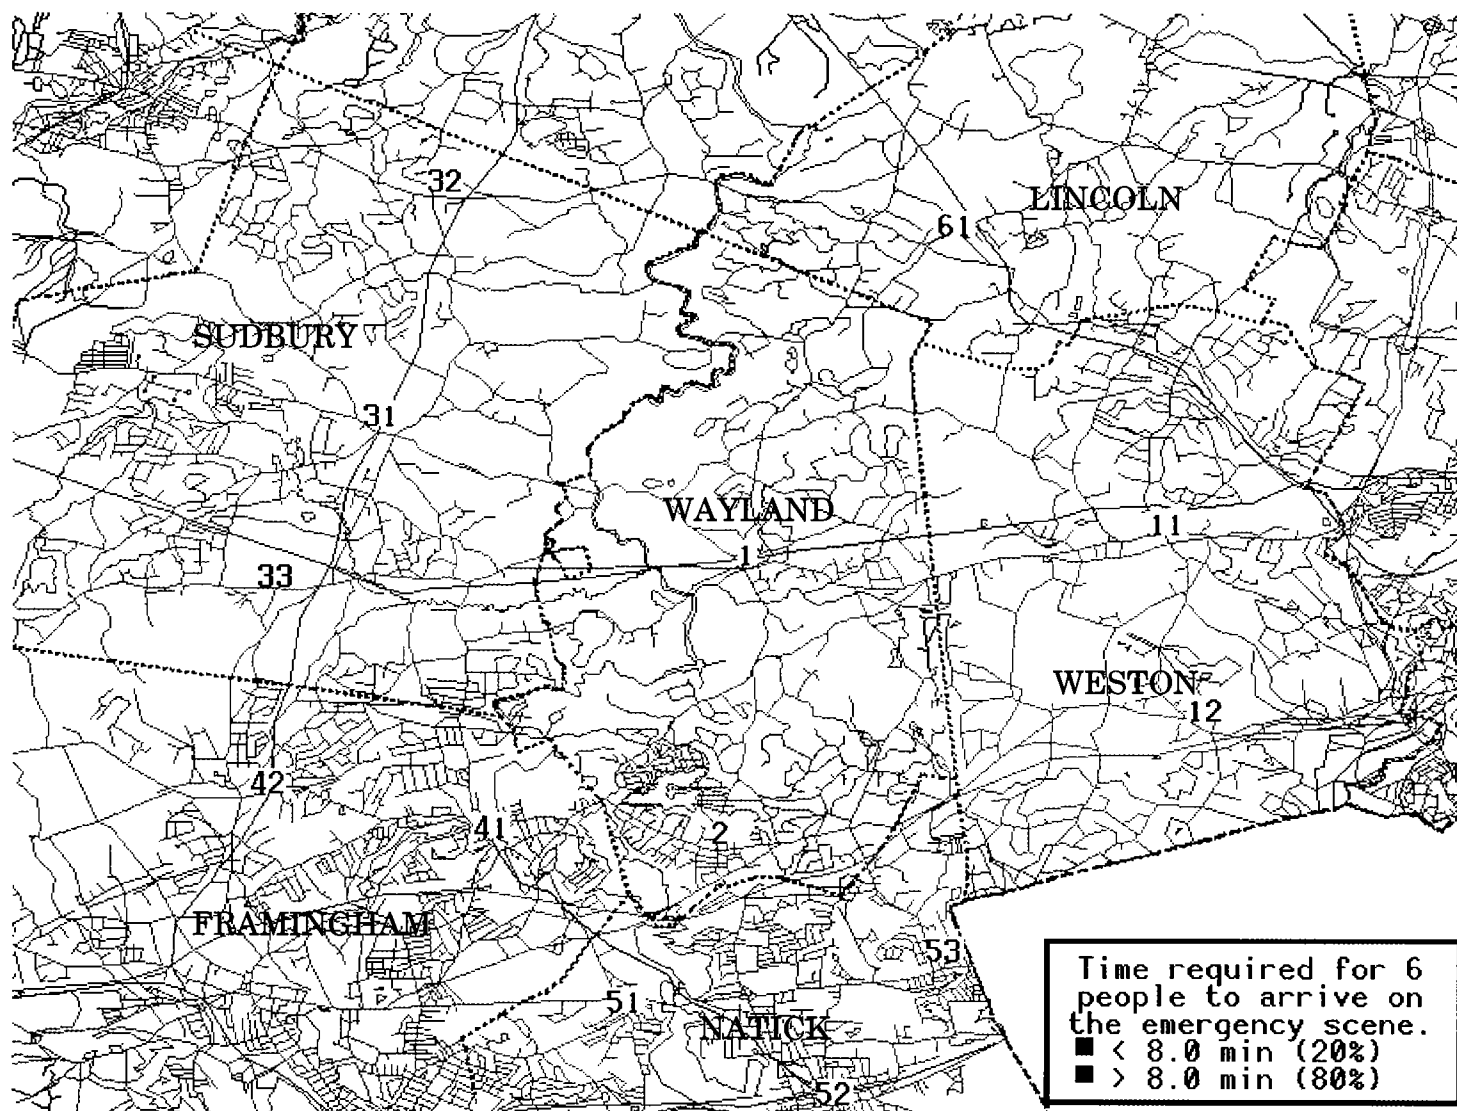 32
LINCOLN
61
SUDBURY
31
WAYLAND
11
1
33
WESTON
12
42
41
2
FRAMINGHAM
53
51
NATICK
52
Time required for 6
people to arrive on
the emergency scene.
■ < 8.0 min (20%)
■ > 8.0 min (80%)